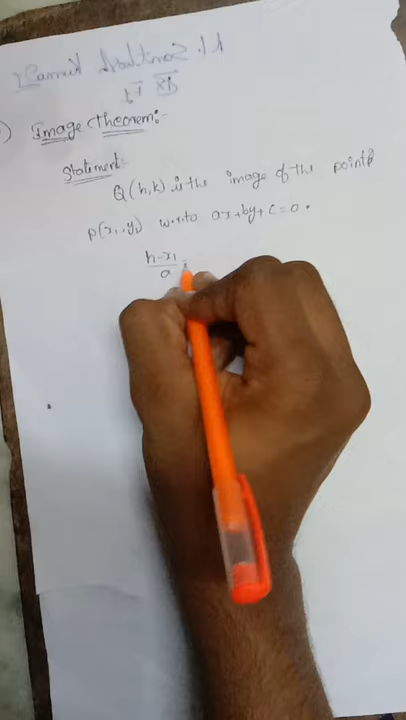 Image Theorem:-
Statement:
Q(h,k) is the image of the point
P(x₁,y₁) w.r.to ax+by+c=0.
h-x₁/a =